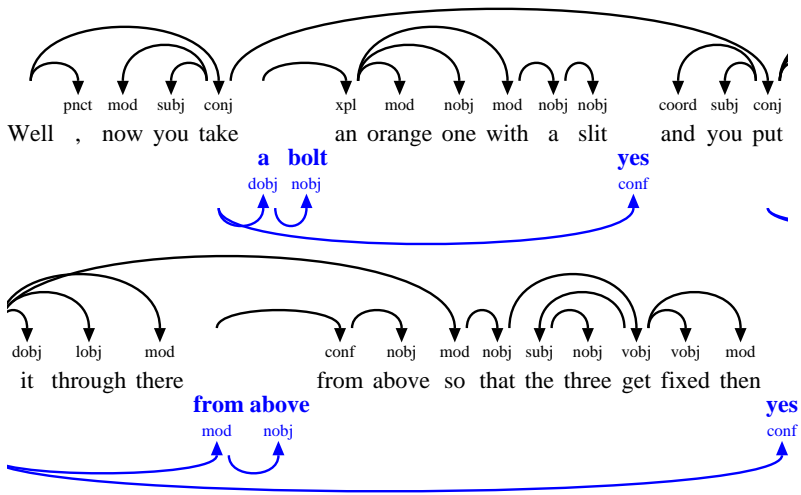 pnct mod subj conj xpl mod nobj mod nobj nobj coord subj conj
Well , now you take an orange one with a slit and you put
a bolt yes
dobj nobj conf
dobj lobj mod conf nobj mod nobj subj nobj vobj vobj mod
it through there from above so that the three get fixed then
from above yes
mod nobj conf